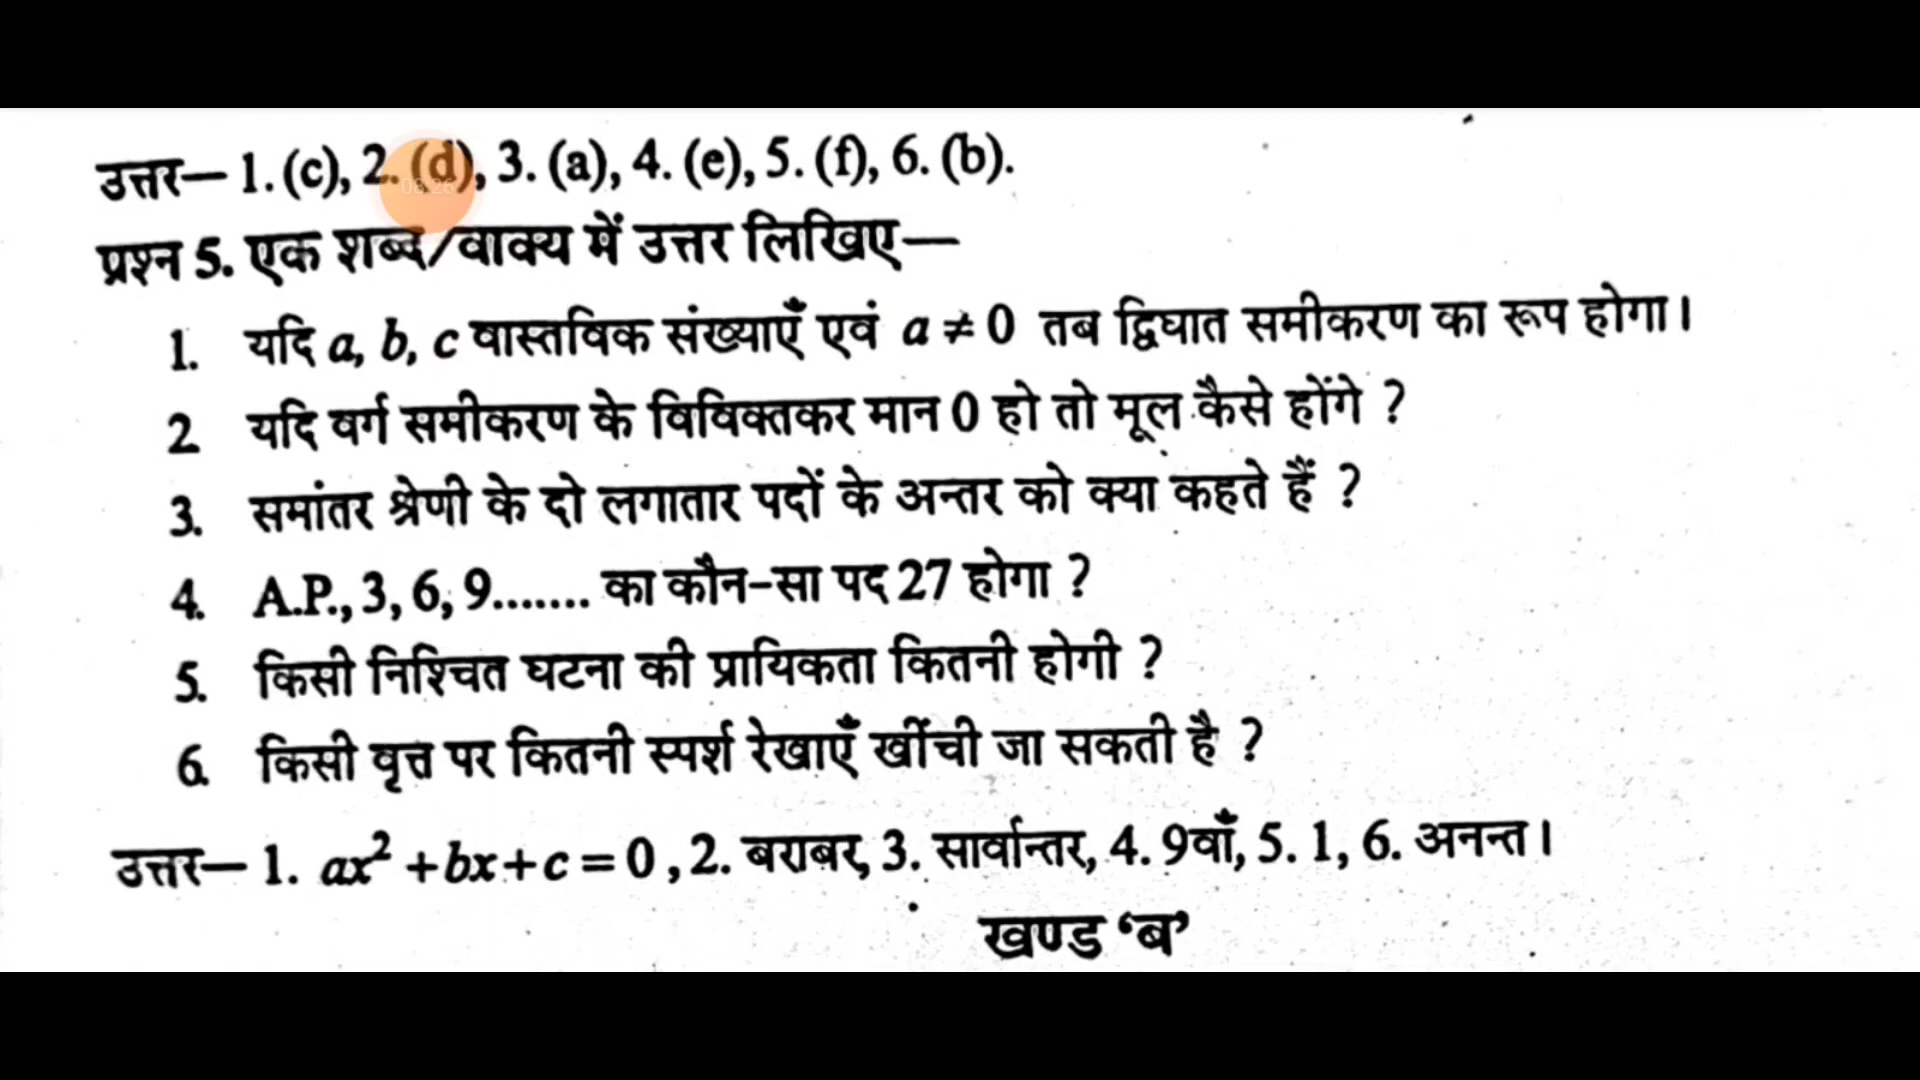 उत्तर— 1. (c), 2. (d), 3. (a), 4. (e), 5. (f), 6. (b).
08:26
प्रश्न 5. एक शब्द/वाक्य में उत्तर लिखिए—
1. यदि a, b, c वास्तविक संख्याएँ एवं a ≠ 0 तब द्विघात समीकरण का रूप होगा।
2 यदि वर्ग समीकरण के विविक्तकर मान 0 हो तो मूल कैसे होंगे ?
3. समांतर श्रेणी के दो लगातार पदों के अन्तर को क्या कहते हैं ?
4. A.P., 3, 6, 9....... का कौन-सा पद 27 होगा ?
5. किसी निश्चित घटना की प्रायिकता कितनी होगी ?
6. किसी वृत्त पर कितनी स्पर्श रेखाएँ खींची जा सकती है ?
उत्तर— 1. ax² + bx + c = 0 , 2. बराबर, 3. सार्वान्तर, 4. 9वाँ, 5. 1, 6. अनन्त।
खण्ड ‘ब’